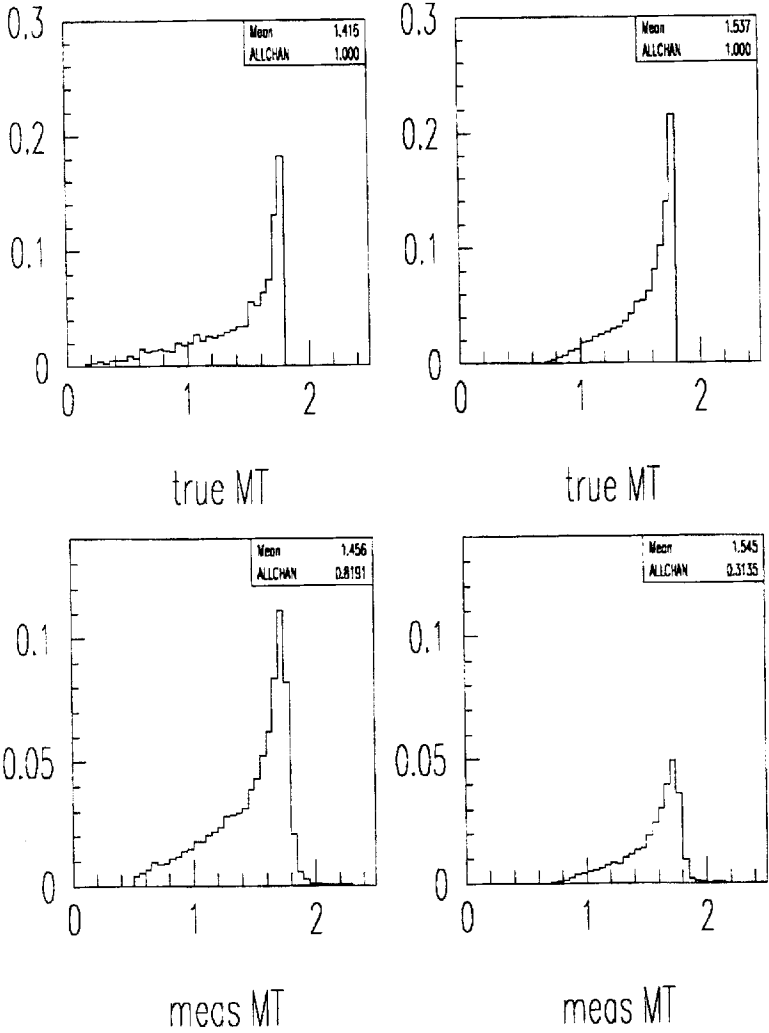 0.3
0.2
0.1
0
0 1 2
Mean 1.415
ALLCHAN 1.000
true MT
0.3
0.2
0.1
0
0 1 2
Mean 1.537
ALLCHAN 1.000
true MT
0.1
0.05
0
0 1 2
Mean 1.456
ALLCHAN 0.8191
meas MT
0.1
0.05
0
0 1 2
Mean 1.545
ALLCHAN 0.3135
meas MT